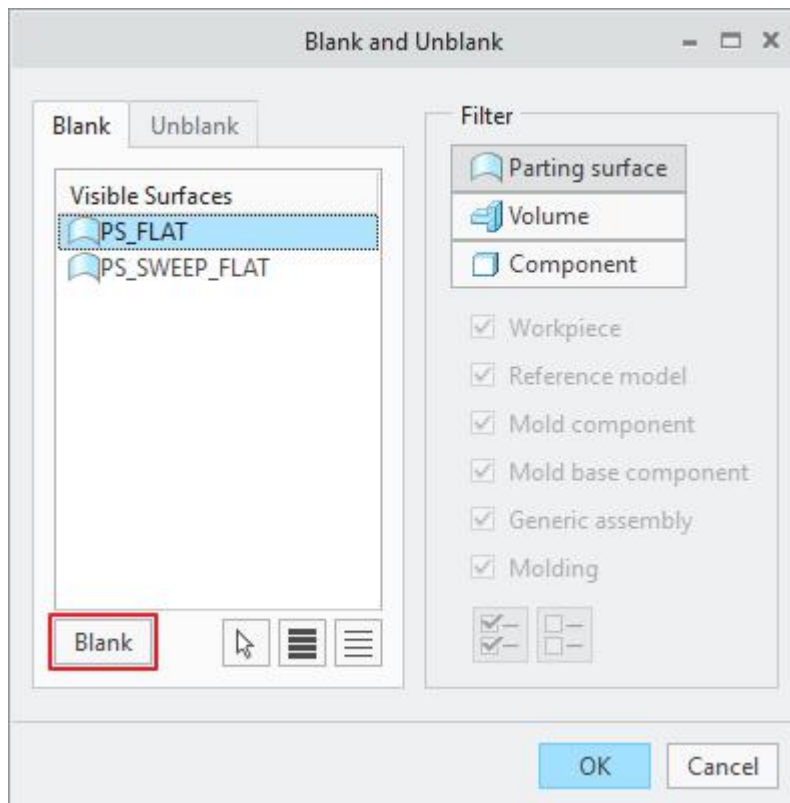 Blank and Unblank
Blank
Unblank
Visible Surfaces
PS_FLAT
PS_SWEEP_FLAT
Blank
Filter
Parting surface
Volume
Component
Workpiece
Reference model
Mold component
Mold base component
Generic assembly
Molding
OK
Cancel